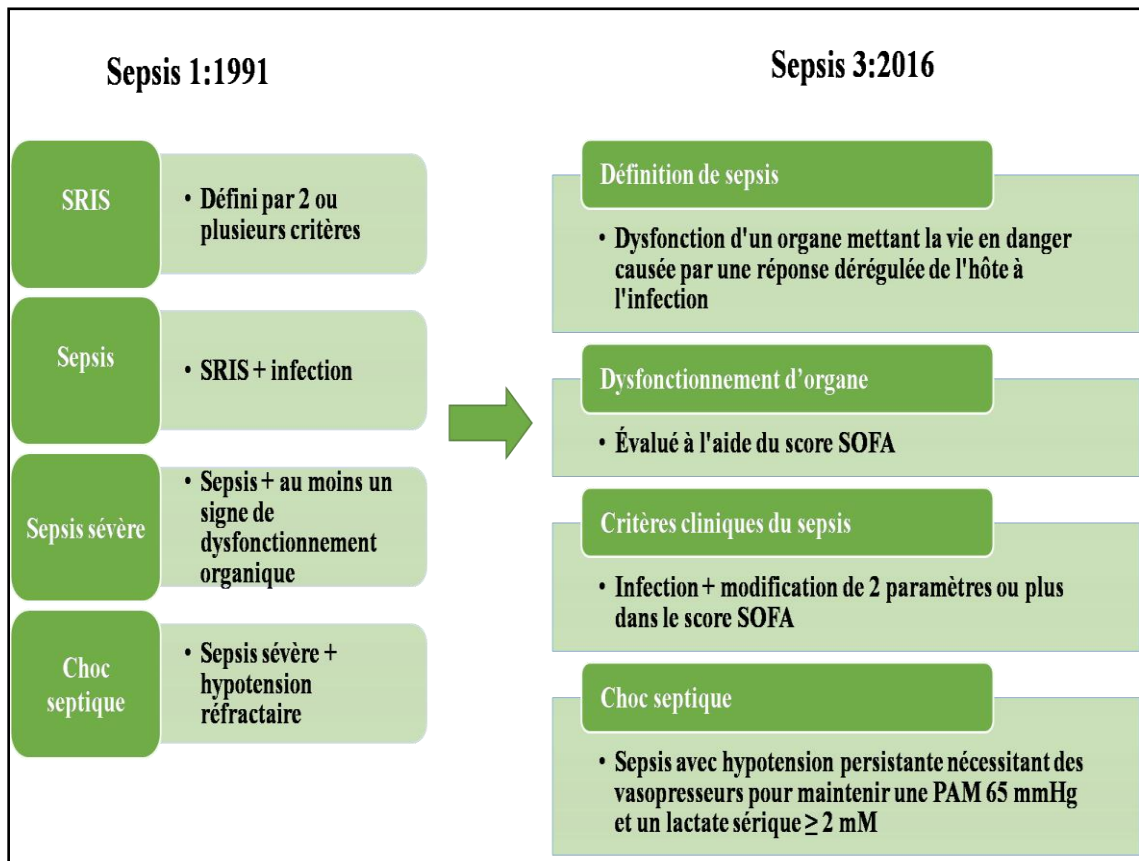 Sepsis 1:1991
SRIS
• Défini par 2 ou
plusieurs critères
Sepsis
• SRIS + infection
Sepsis sévère
• Sepsis + au moins un
signe de
dysfonctionnement
organique
Choc
septique
• Sepsis sévère +
hypotension
réfractaire
Sepsis 3:2016
Définition de sepsis
• Dysfonction d'un organe mettant la vie en danger
causée par une réponse dérégulée de l'hôte à
l'infection
Dysfonctionnement d’organe
• Évalué à l'aide du score SOFA
Critères cliniques du sepsis
• Infection + modification de 2 paramètres ou plus
dans le score SOFA
Choc septique
• Sepsis avec hypotension persistante nécessitant des
vasopresseurs pour maintenir une PAM 65 mmHg
et un lactate sérique ≥ 2 mM